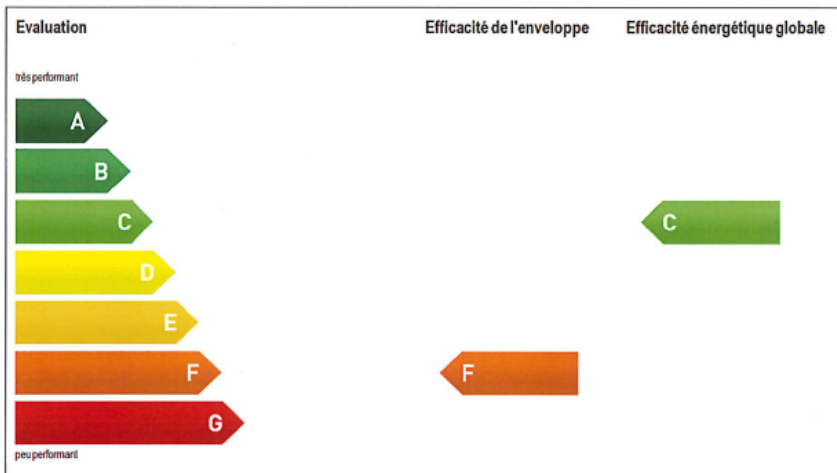 Evaluation Efficacité de l'enveloppe Efficacité énergétique globale
très performant
A
B
C C
D
E
F F
G
peu performant